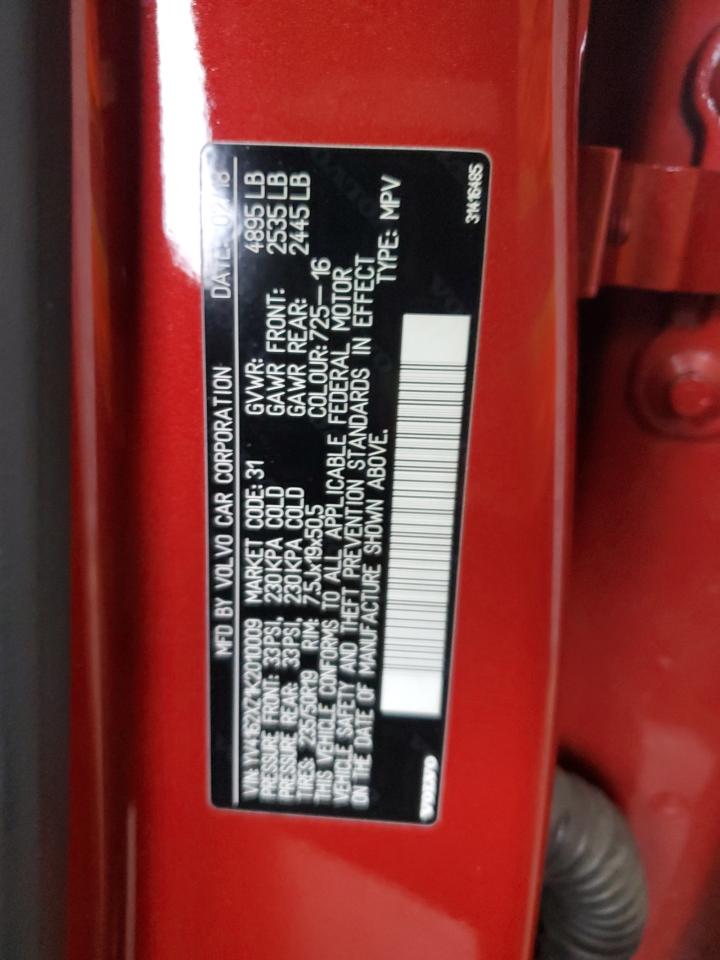 MFD BY VOLVO CAR CORPORATION DATE:
VIN: YV4162XZ1K2010009 MARKET CODE: 31 GVWR: 4895 LB
PRESSURE FRONT: 33PSI, 230KPA COLD GAWR FRONT: 2535 LB
PRESSURE REAR: 33PSI, 230KPA COLD GAWR REAR: 2445 LB
TIRES: 235/50R19 RIM: 7.5Jx19x50,5 COLOUR: 725–16
THIS VEHICLE CONFORMS TO ALL APPLICABLE FEDERAL MOTOR
VEHICLE SAFETY AND THEFT PREVENTION STANDARDS IN EFFECT
ON THE DATE OF MANUFACTURE SHOWN ABOVE. TYPE: MPV
VOLVO 31416485